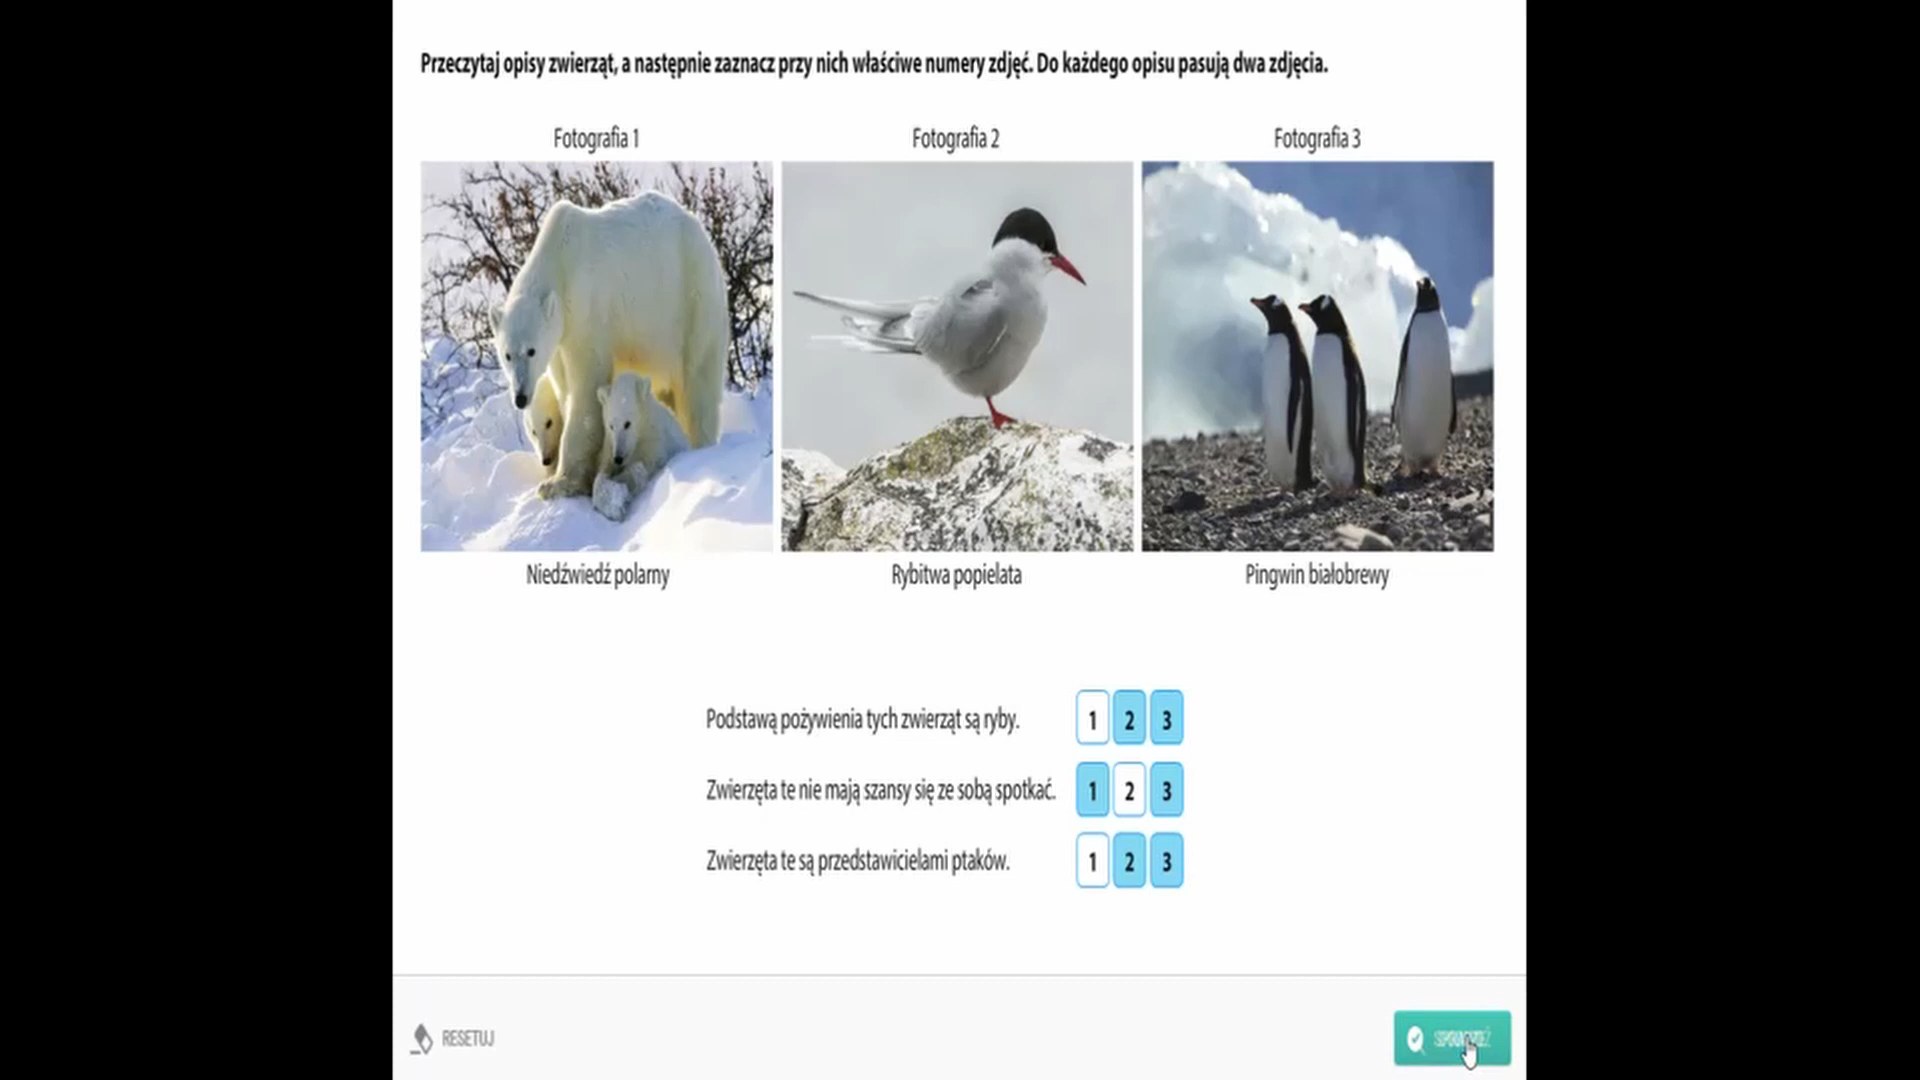 Przeczytaj opisy zwierząt, a następnie zaznacz przy nich właściwe numery zdjęć. Do każdego opisu pasują dwa zdjęcia.
Fotografia 1
Fotografia 2
Fotografia 3
Niedźwiedź polarny
Rybitwa popielata
Pingwin białobrewy
Podstawą pożywienia tych zwierząt są ryby. 1 2 3
Zwierzęta te nie mają szansy się ze sobą spotkać. 1 2 3
Zwierzęta te są przedstawicielami ptaków. 1 2 3
RESETUJ